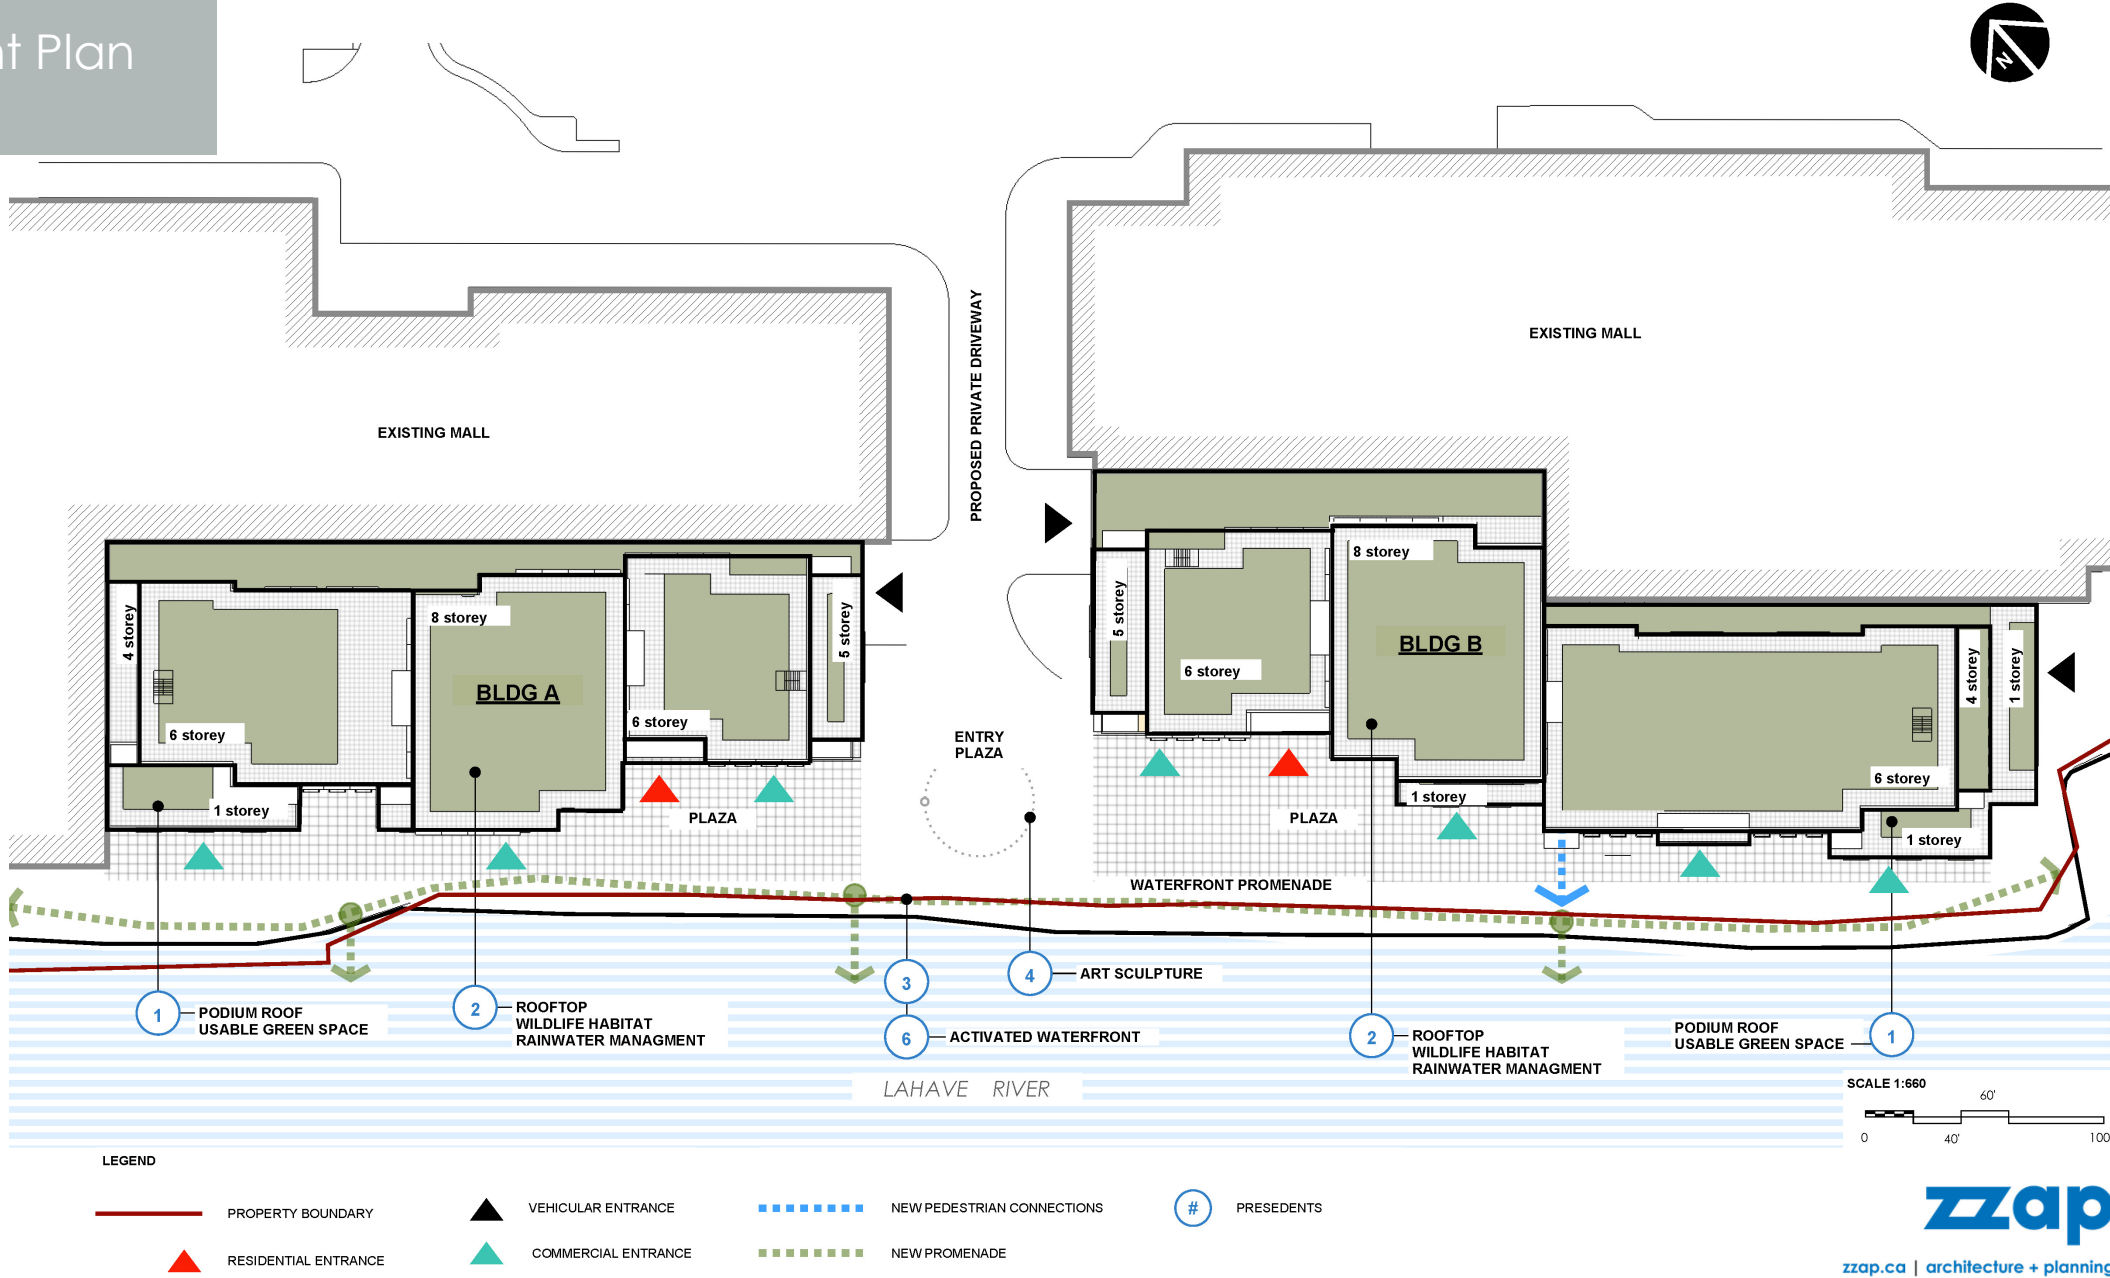 nt Plan
N
EXISTING MALL
EXISTING MALL
PROPOSED PRIVATE DRIVEWAY
4 storey
8 storey
5 storey
BLDG A
6 storey
6 storey
1 storey
PLAZA
ENTRY
PLAZA
5 storey
8 storey
6 storey
BLDG B
4 storey
1 storey
6 storey
1 storey
1 storey
PLAZA
WATERFRONT PROMENADE
1
PODIUM ROOF
USABLE GREEN SPACE
2
ROOFTOP
WILDLIFE HABITAT
RAINWATER MANAGMENT
3
4
ART SCULPTURE
6
ACTIVATED WATERFRONT
2
ROOFTOP
WILDLIFE HABITAT
RAINWATER MANAGMENT
PODIUM ROOF
USABLE GREEN SPACE
1
LAHAVE RIVER
SCALE 1:660
60'
0
40'
100
LEGEND
PROPERTY BOUNDARY
VEHICULAR ENTRANCE
NEW PEDESTRIAN CONNECTIONS
#
PRESEDENTS
RESIDENTIAL ENTRANCE
COMMERCIAL ENTRANCE
NEW PROMENADE
zzap
zzap.ca | architecture + planning